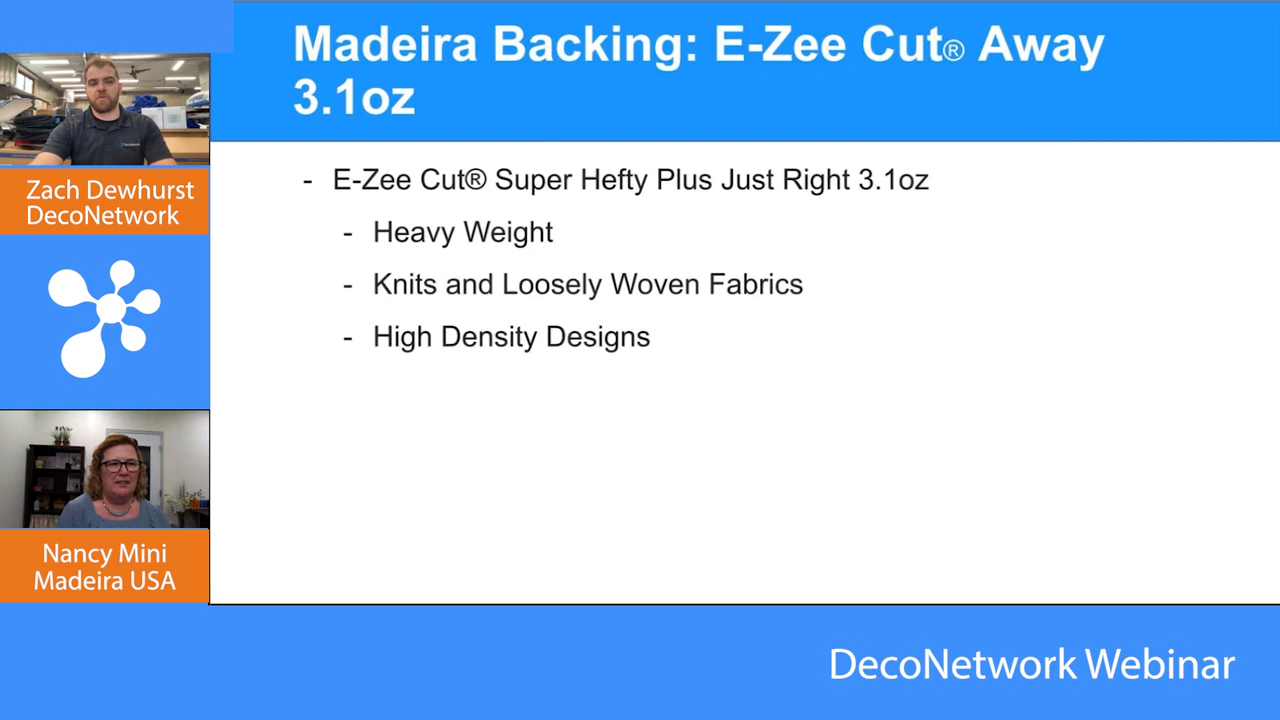 Madeira Backing: E-Zee Cut® Away
3.1oz
- E-Zee Cut® Super Hefty Plus Just Right 3.1oz
- Heavy Weight
- Knits and Loosely Woven Fabrics
- High Density Designs
Zach Dewhurst
DecoNetwork
Nancy Mini
Madeira USA
DecoNetwork Webinar